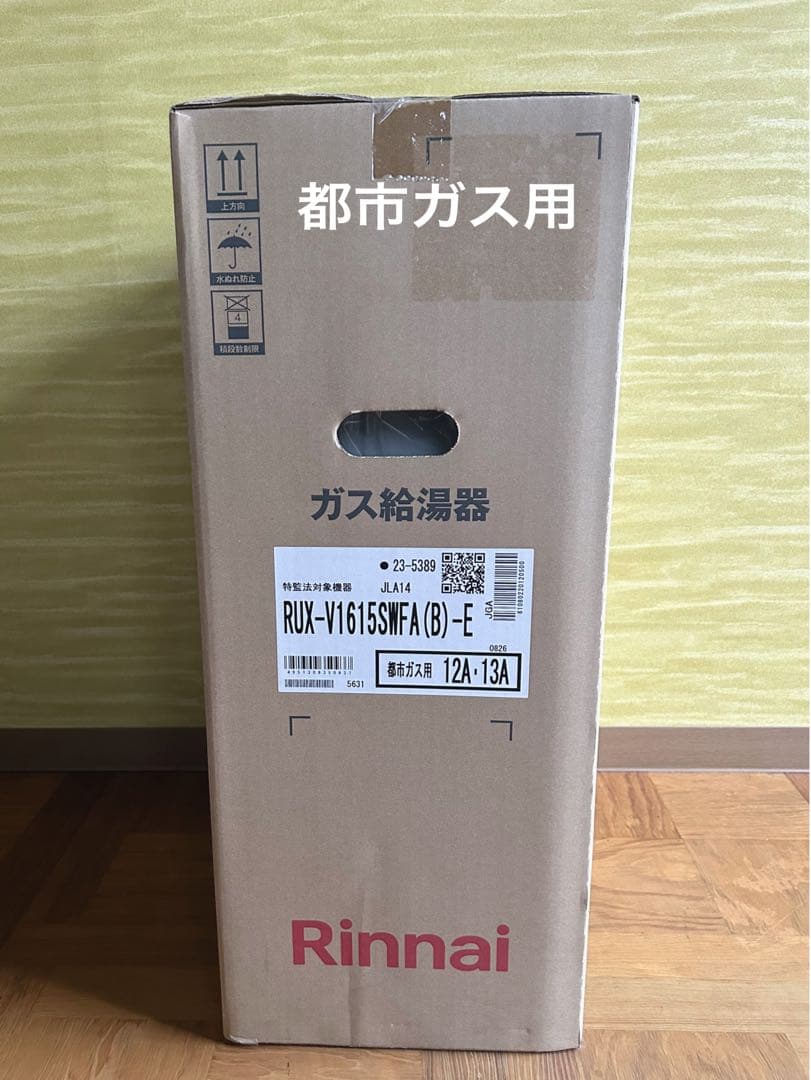 都市ガス用
上方向
水ぬれ防止
4
積段数制限
ガス給湯器
●23-5389
特監法対象機器 JLA14
JGA
RUX-V1615SWFA(B)-E
0826
都市ガス用 12A・13A
5631
Rinnai